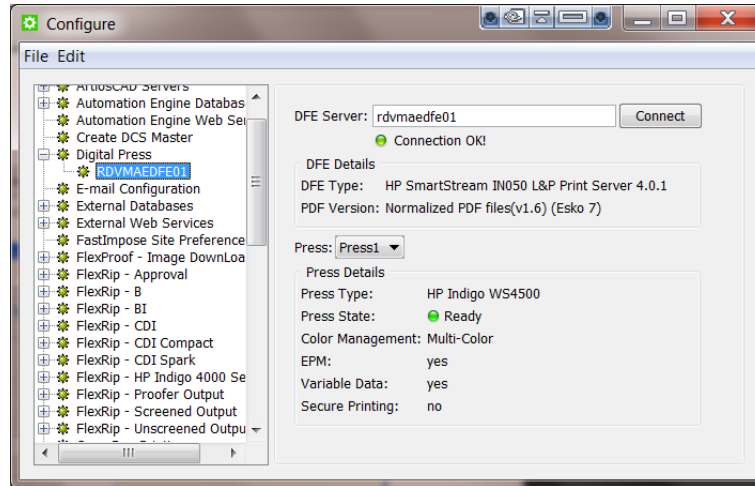 Configure
File Edit
ArtiosCAD Servers
Automation Engine Databas
Automation Engine Web Ser
Create DCS Master
Digital Press
RDVMAEDFE01
E-mail Configuration
External Databases
External Web Services
FastImpose Site Preference
FlexProof - Image DownLoa
FlexRip - Approval
FlexRip - B
FlexRip - BI
FlexRip - CDI
FlexRip - CDI Compact
FlexRip - CDI Spark
FlexRip - HP Indigo 4000 Se
FlexRip - Proofer Output
FlexRip - Screened Output
FlexRip - Unscreened Outpu
DFE Server: rdvmaedfe01 Connect
Connection OK!
DFE Details
DFE Type: HP SmartStream IN050 L&P Print Server 4.0.1
PDF Version: Normalized PDF files(v1.6) (Esko 7)
Press: Press1
Press Details
Press Type: HP Indigo WS4500
Press State: Ready
Color Management: Multi-Color
EPM: yes
Variable Data: yes
Secure Printing: no